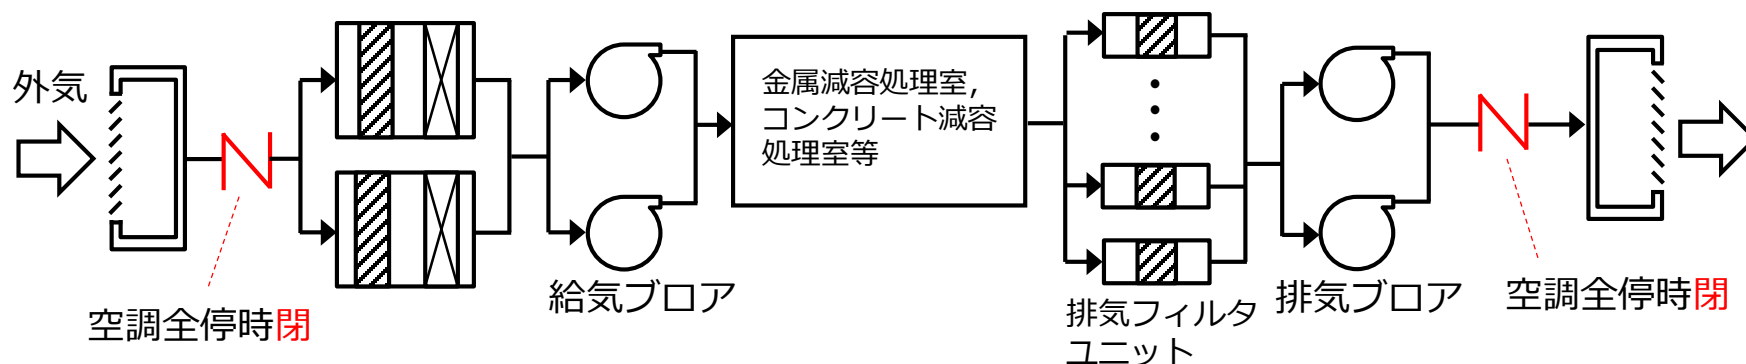 外気
空調全停時閉
給気ブロア
金属減容処理室,
コンクリート減容
処理室等
排気フィルタ
ユニット
排気ブロア
空調全停時閉